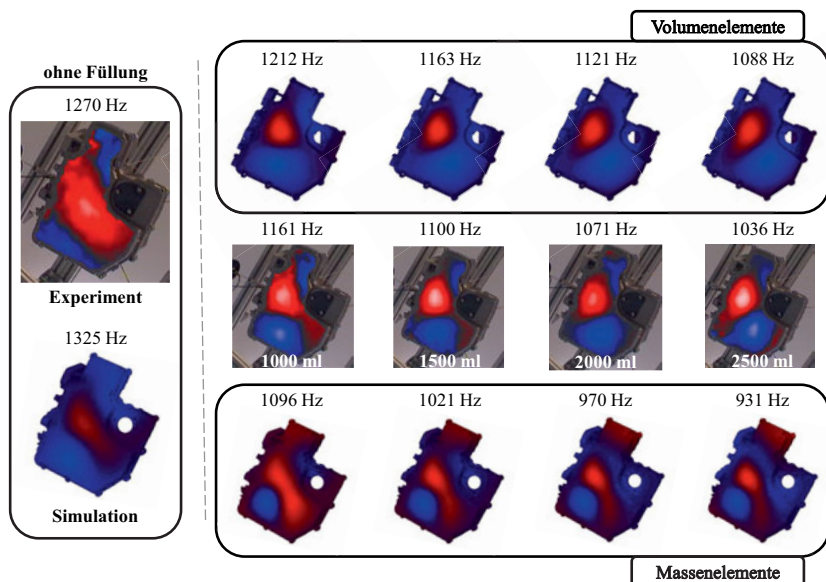 Volumenelemente
1212 Hz 1163 Hz 1121 Hz 1088 Hz
ohne Füllung
1270 Hz
Experiment
1325 Hz
Simulation
1161 Hz 1100 Hz 1071 Hz 1036 Hz
1000 ml 1500 ml 2000 ml 2500 ml
1096 Hz 1021 Hz 970 Hz 931 Hz
Massenelemente